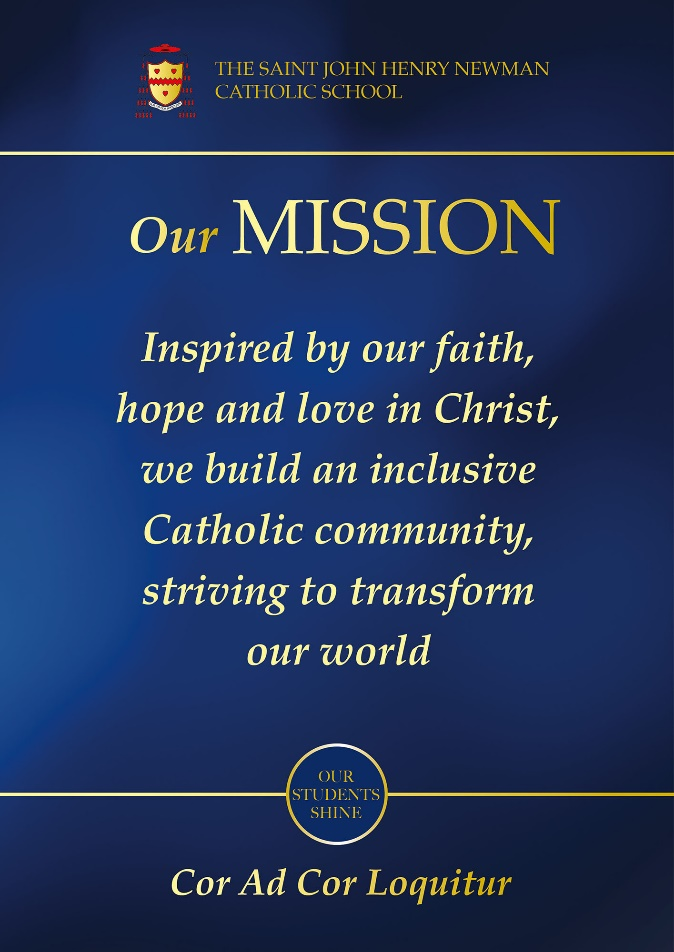 THE SAINT JOHN HENRY NEWMAN
CATHOLIC SCHOOL
Our MISSION
Inspired by our faith,
hope and love in Christ,
we build an inclusive
Catholic community,
striving to transform
our world
OUR
STUDENTS
SHINE
Cor Ad Cor Loquitur